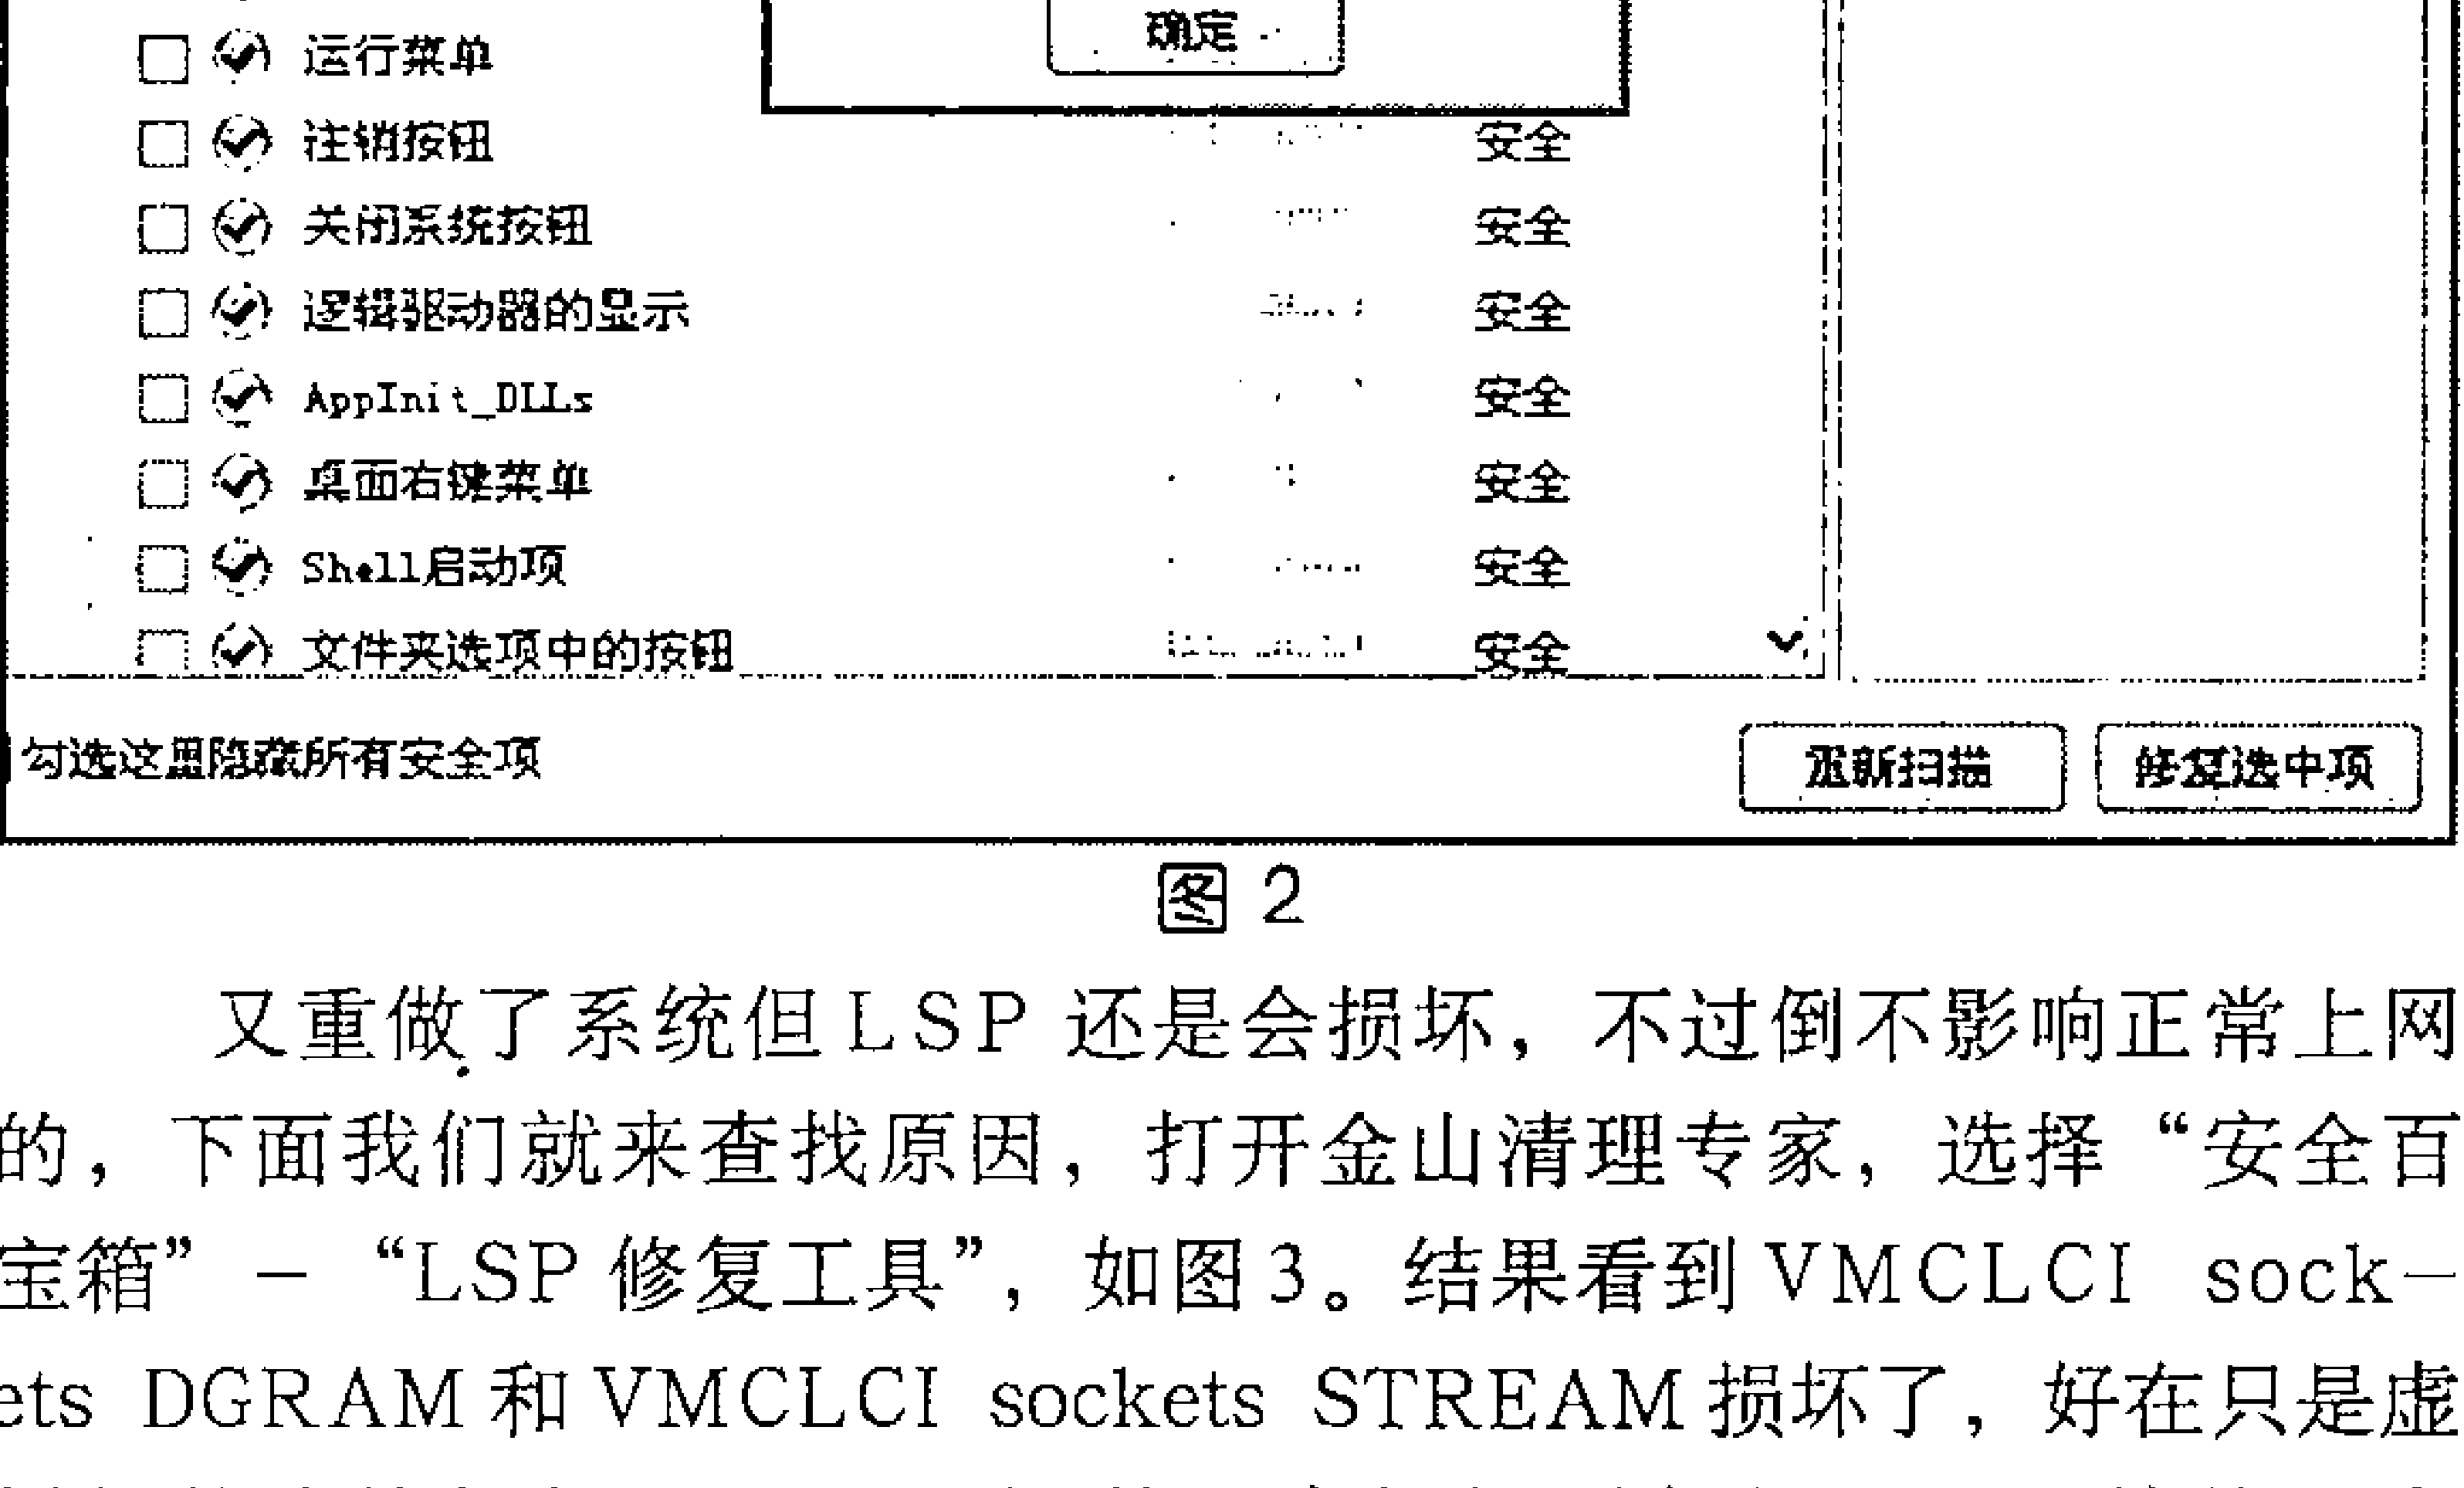 确定
运行菜单
注销按钮 安全
关闭系统按钮 安全
逻辑驱动器的显示 安全
AppInit_DLLs 安全
桌面右键菜单 安全
Shell启动项 安全
文件夹选项中的按钮 安全
勾选这里隐藏所有安全项 重新扫描 修复选中项
图 2
又重做了系统但LSP 还是会损坏，不过倒不影响正常上网
的，下面我们就来查找原因，打开金山清理专家，选择“安全百
宝箱”－“LSP 修复工具”，如图3。结果看到VMCLCI sock－
ets DGRAM和VMCLCI sockets STREAM损坏了，好在只是虚